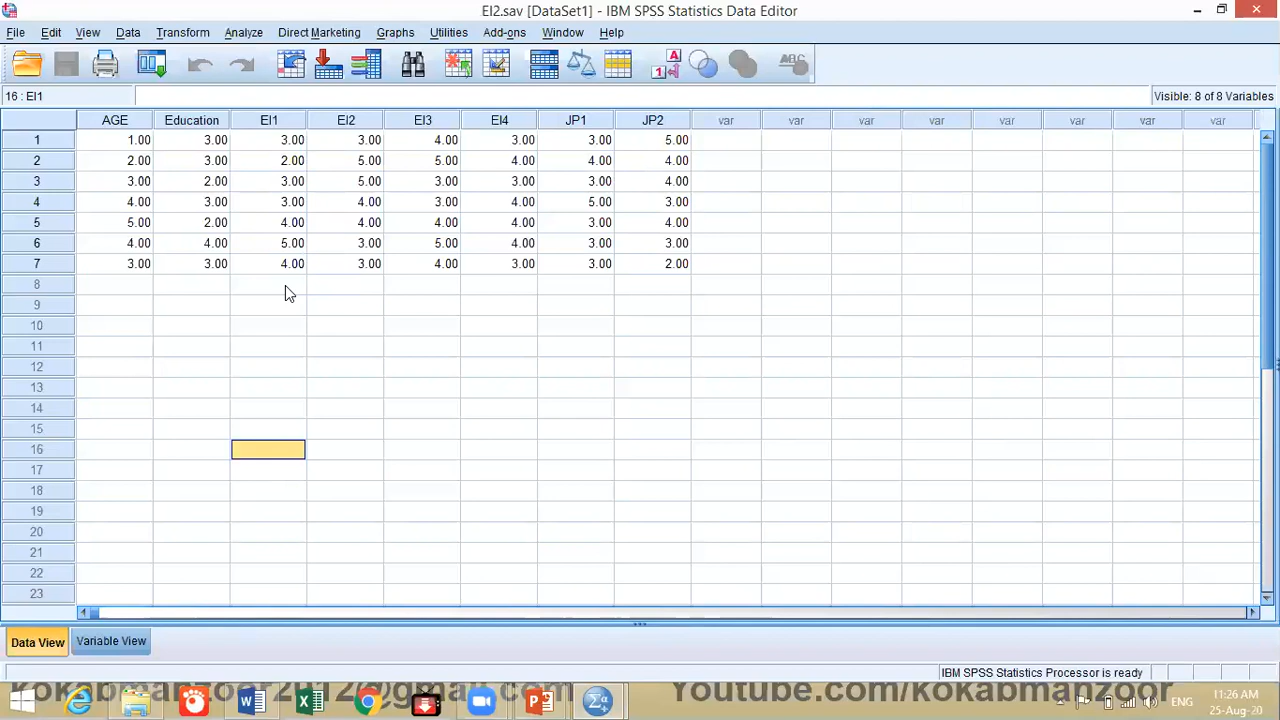 EI2.sav [DataSet1] - IBM SPSS Statistics Data Editor
File Edit View Data Transform Analyze Direct Marketing Graphs Utilities Add-ons Window Help
16 : EI1 Visible: 8 of 8 Variables
AGE Education EI1 EI2 EI3 EI4 JP1 JP2 var var var var var var var var
1 1.00 3.00 3.00 3.00 4.00 3.00 3.00 5.00
2 2.00 3.00 2.00 5.00 5.00 4.00 4.00 4.00
3 3.00 2.00 3.00 5.00 3.00 3.00 3.00 4.00
4 4.00 3.00 3.00 4.00 3.00 4.00 5.00 3.00
5 5.00 2.00 4.00 4.00 4.00 4.00 3.00 4.00
6 4.00 4.00 5.00 3.00 5.00 4.00 3.00 3.00
7 3.00 3.00 4.00 3.00 4.00 3.00 3.00 2.00
8
9
10
11
12
13
14
15
16
17
18
19
20
21
22
23
Data View Variable View
IBM SPSS Statistics Processor is ready
kokabmanzoor2012@gmail.com Youtube.com/kokabmanzoor
ENG 11:26 AM
25-Aug-20